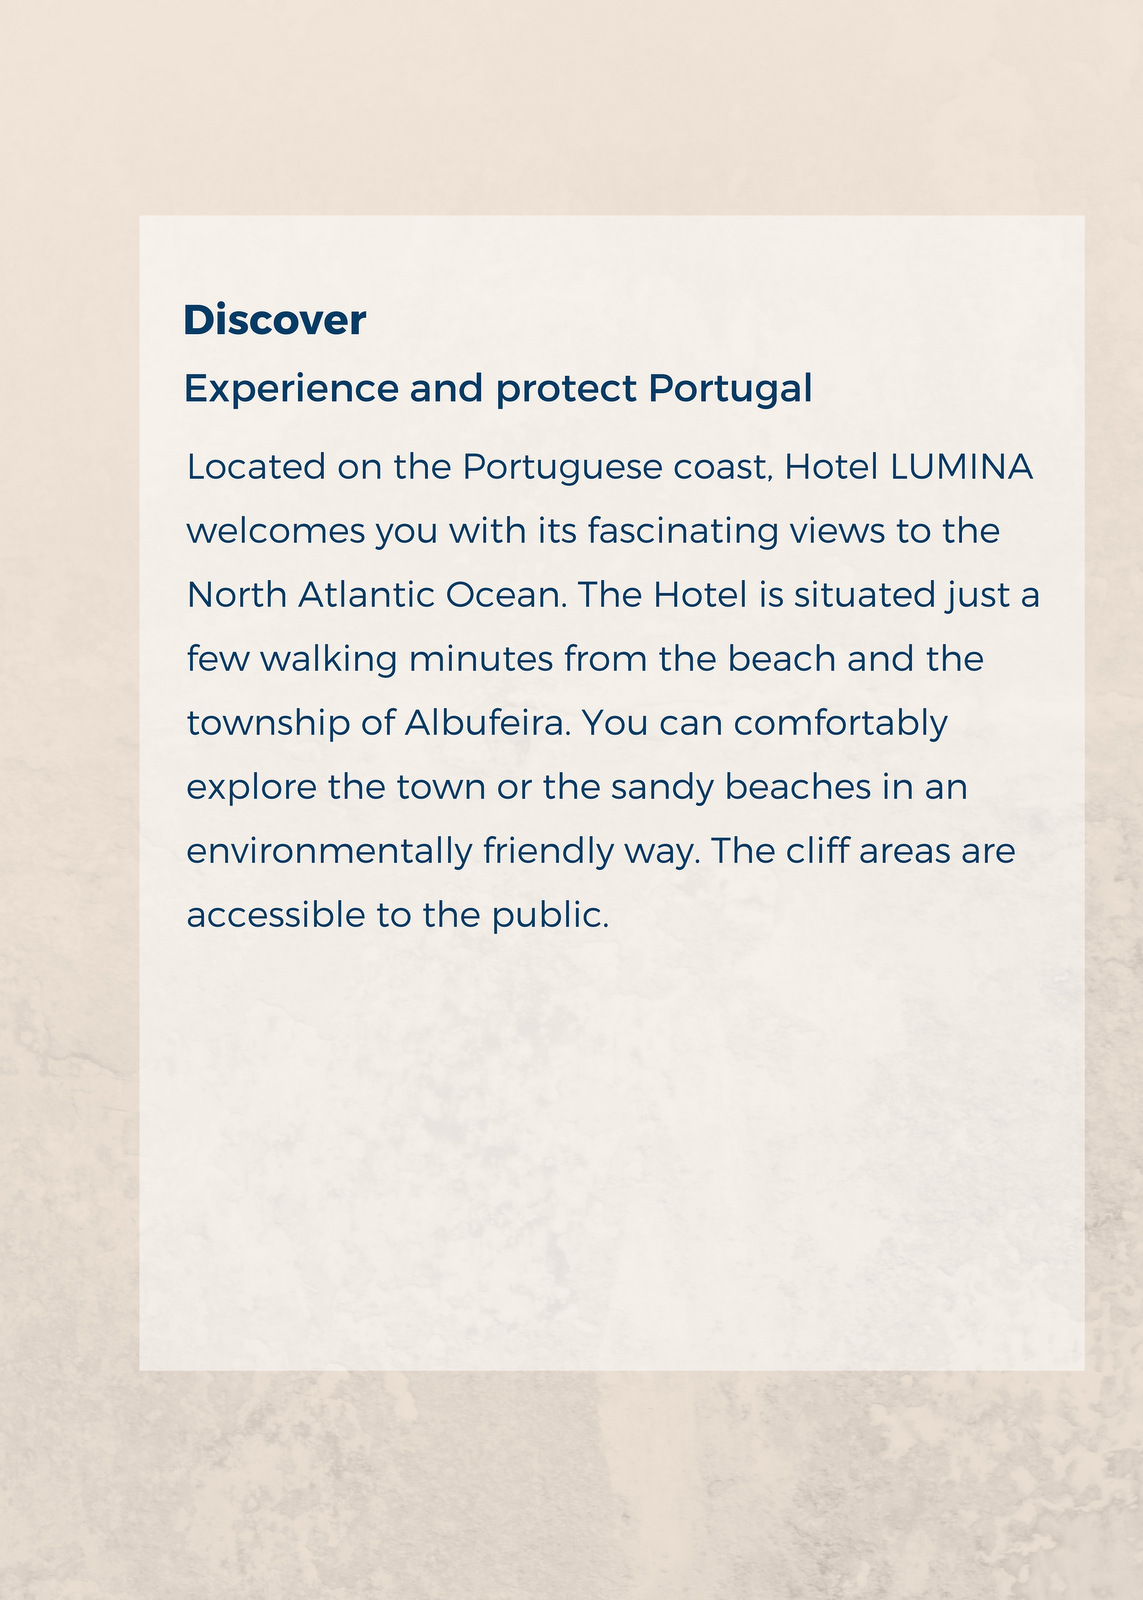 Discover
Experience and protect Portugal
Located on the Portuguese coast, Hotel LUMINA
welcomes you with its fascinating views to the
North Atlantic Ocean. The Hotel is situated just a
few walking minutes from the beach and the
township of Albufeira. You can comfortably
explore the town or the sandy beaches in an
environmentally friendly way. The cliff areas are
accessible to the public.